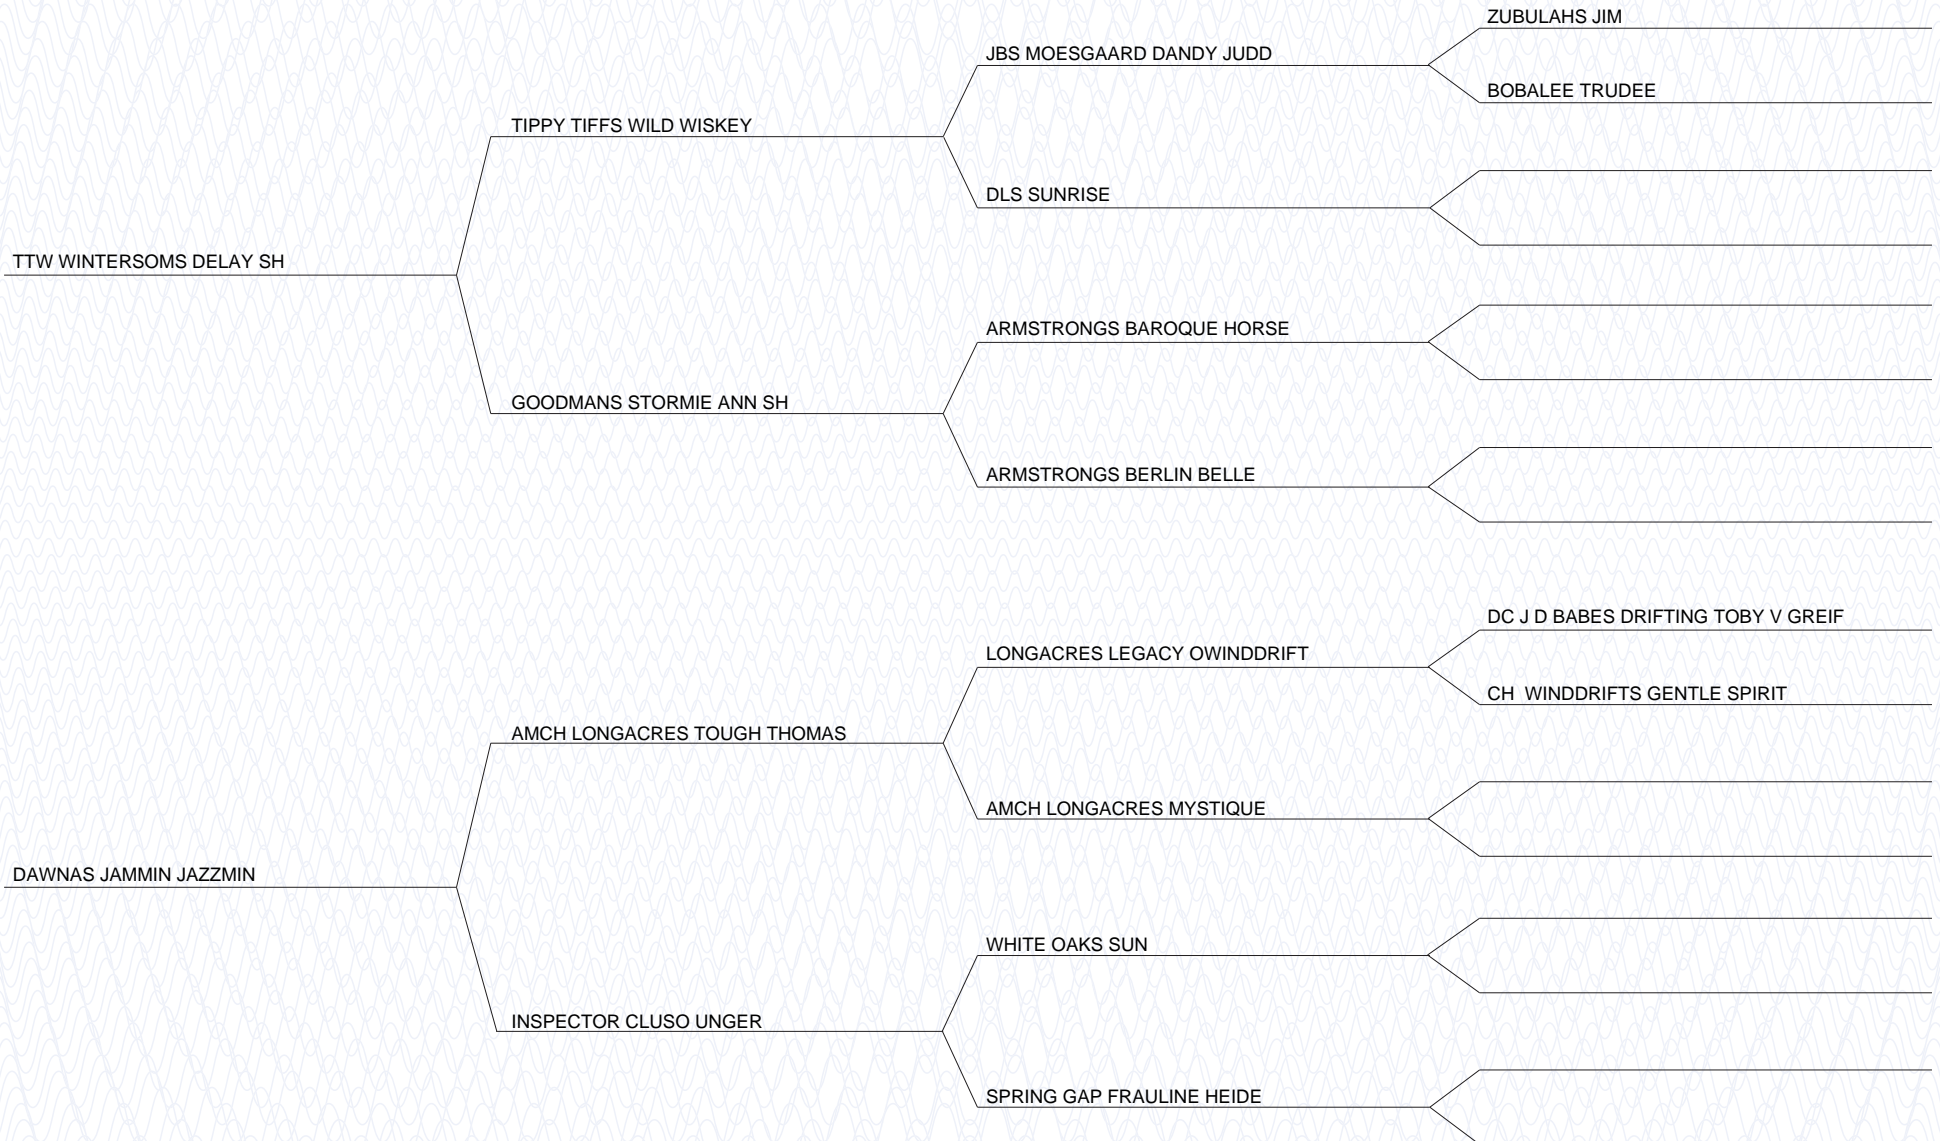 ZUBULAHS JIM
JBS MOESGAARD DANDY JUDD
BOBALEE TRUDEE
TIPPY TIFFS WILD WISKEY
DLS SUNRISE
TTW WINTERSOMS DELAY SH
ARMSTRONGS BAROQUE HORSE
GOODMANS STORMIE ANN SH
ARMSTRONGS BERLIN BELLE
DC J D BABES DRIFTING TOBY V GREIF
LONGACRES LEGACY OWINDDRIFT
CH  WINDDRIFTS GENTLE SPIRIT
AMCH LONGACRES TOUGH THOMAS
AMCH LONGACRES MYSTIQUE
DAWNAS JAMMIN JAZZMIN
WHITE OAKS SUN
INSPECTOR CLUSO UNGER
SPRING GAP FRAULINE HEIDE